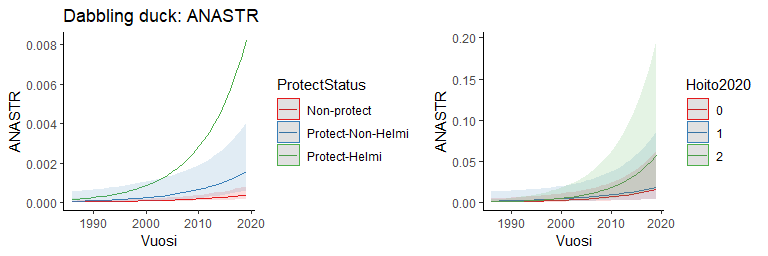 Dabbling duck: ANASTR
0.008
0.006
0.004
0.002
0.000
ANASTR
1990
2000
2010
2020
Vuosi
ProtectStatus
Non-protect
Protect-Non-Helmi
Protect-Helmi
0.20
0.15
0.10
0.05
0.00
ANASTR
1990
2000
2010
2020
Vuosi
Hoito2020
0
1
2